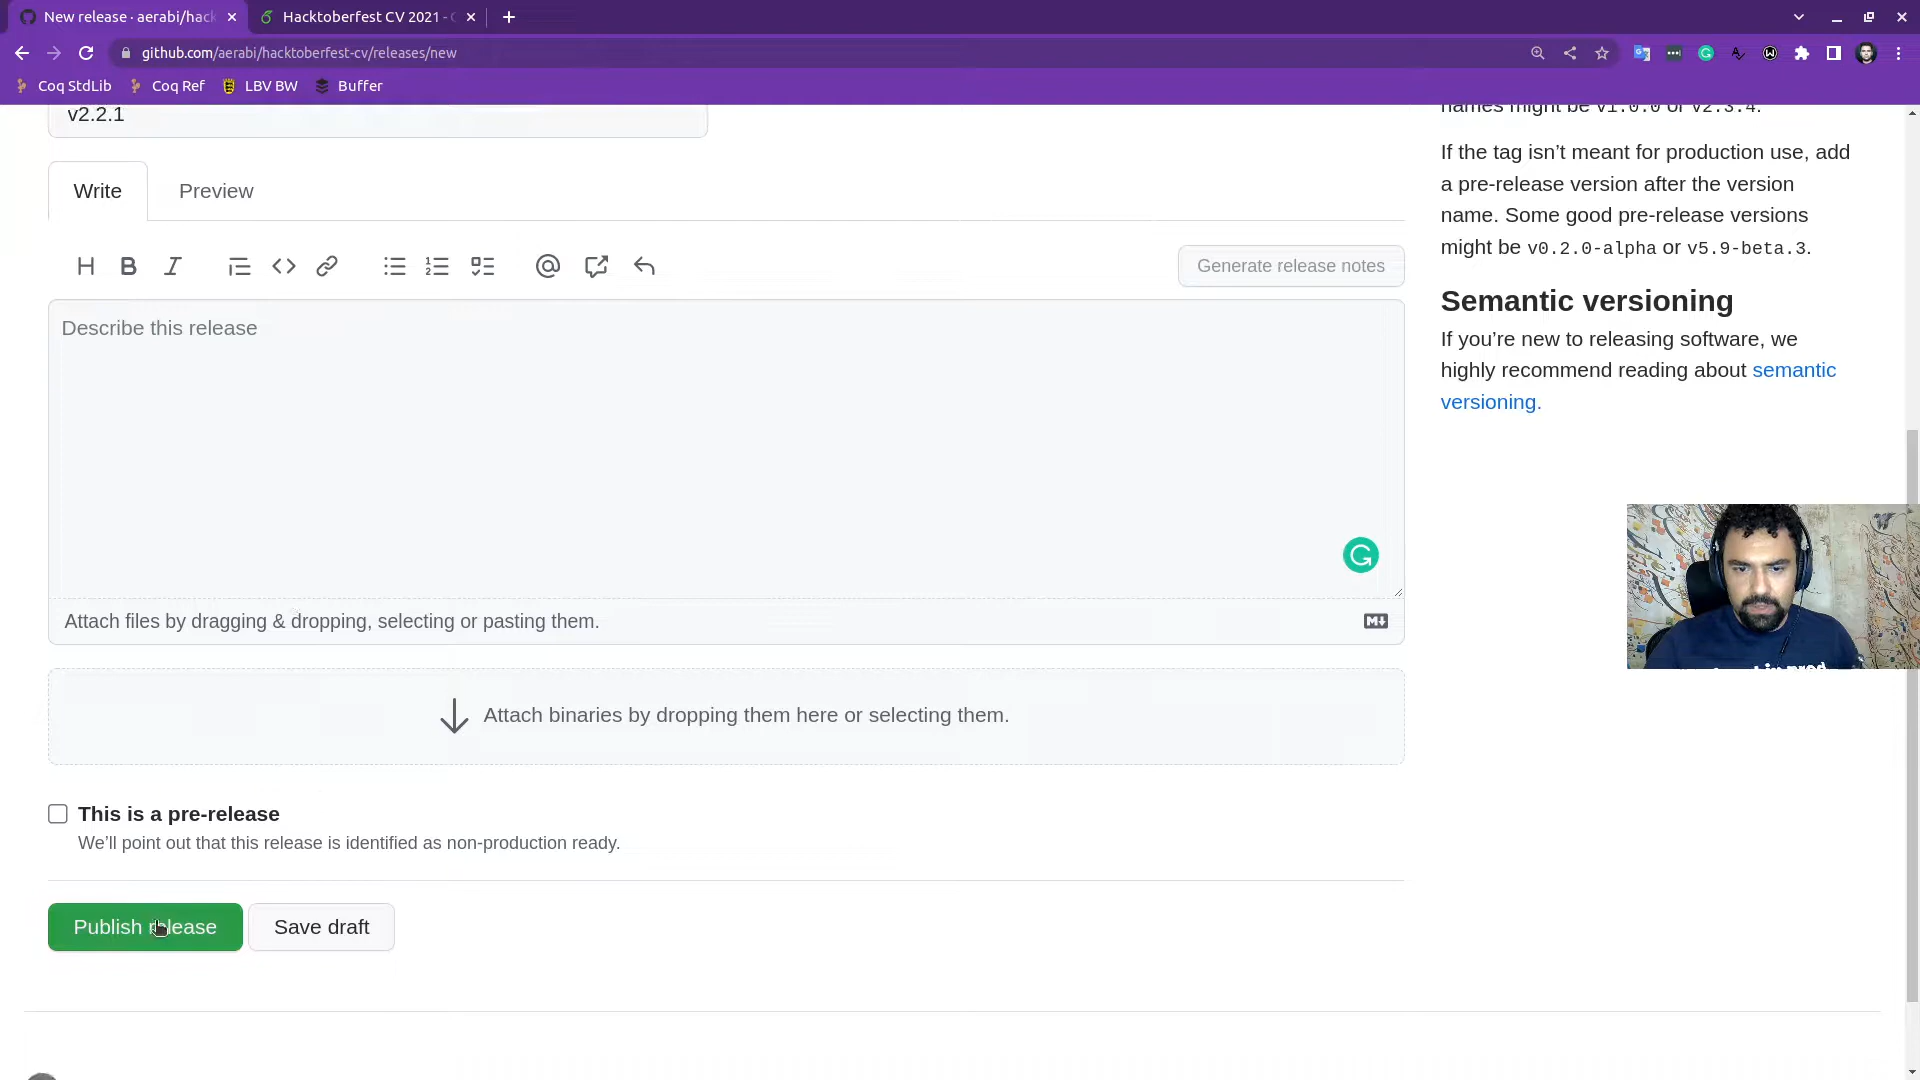 New release · aerabi/hack
Hacktoberfest CV 2021 -
github.com/aerabi/hacktoberfest-cv/releases/new
Coq StdLib
Coq Ref
LBV BW
Buffer
v2.2.1
Write
Preview
Generate release notes
Describe this release
Attach files by dragging & dropping, selecting or pasting them.
Attach binaries by dropping them here or selecting them.
This is a pre-release
We’ll point out that this release is identified as non-production ready.
Publish release
Save draft
names might be v1.0.0 or v2.3.4.
If the tag isn’t meant for production use, add
a pre-release version after the version
name. Some good pre-release versions
might be v0.2.0-alpha or v5.9-beta.3.
Semantic versioning
If you’re new to releasing software, we
highly recommend reading about semantic
versioning.